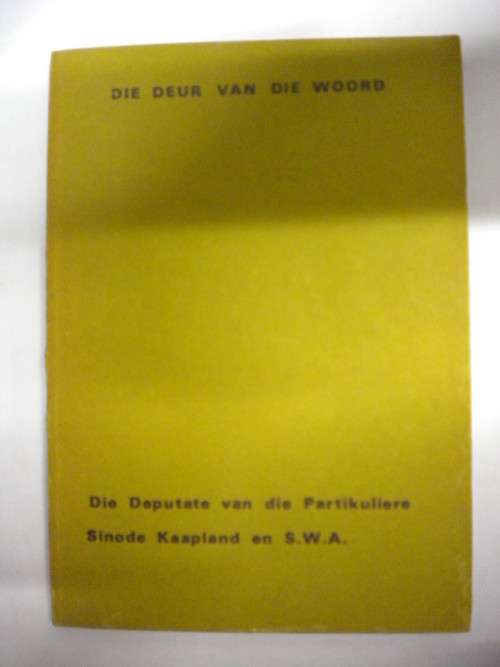 DIE DEUR VAN DIE WOORD
Die Deputate van die Partikuliere
Sinode Kaapland en S.W.A.